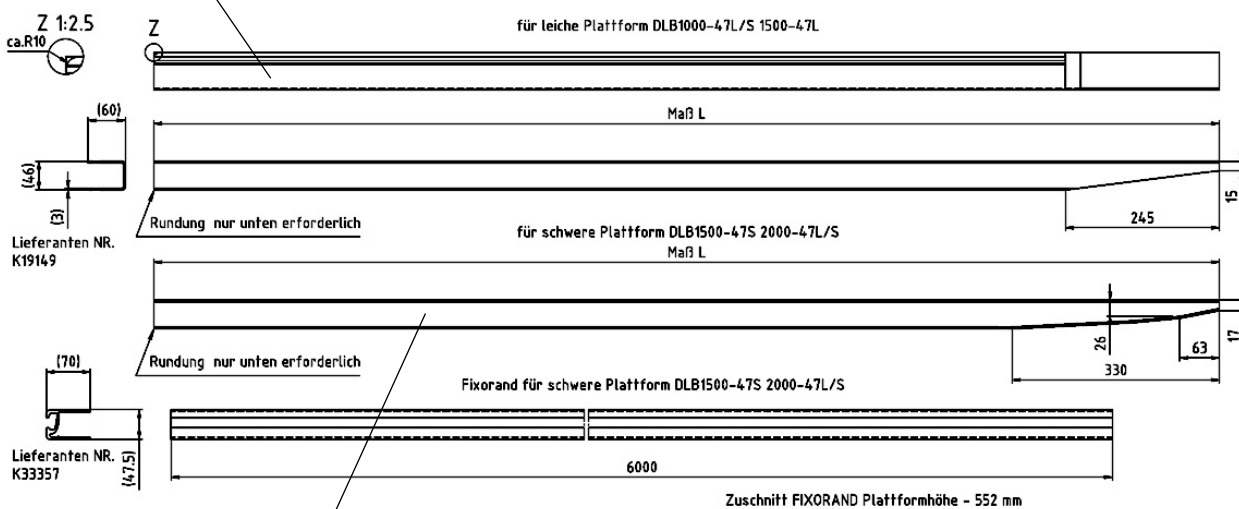 Z 1:2.5
ca.R10
Z
für leiche Plattform DLB1000-47L/S 1500-47L
(60)
Maß L
(46)
(3)
15
Rundung nur unten erforderlich
245
Lieferanten NR.
K19149
für schwere Plattform DLB1500-47S 2000-47L/S
Maß L
26
17
63
330
Rundung nur unten erforderlich
(70)
Fixorand für schwere Plattform DLB1500-47S 2000-47L/S
Lieferanten NR.
K33357
(47.5)
6000
Zuschnitt FIXORAND Plattformhöhe - 552 mm